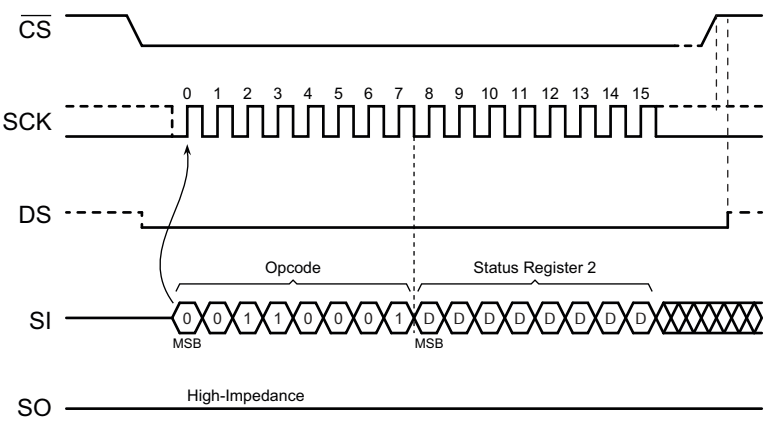 CS
0 1 2 3 4 5 6 7 8 9 10 11 12 13 14 15
SCK
DS
Opcode Status Register 2
SI 0 0 1 1 0 0 0 1 D D D D D D D D
MSB MSB
High-Impedance
SO